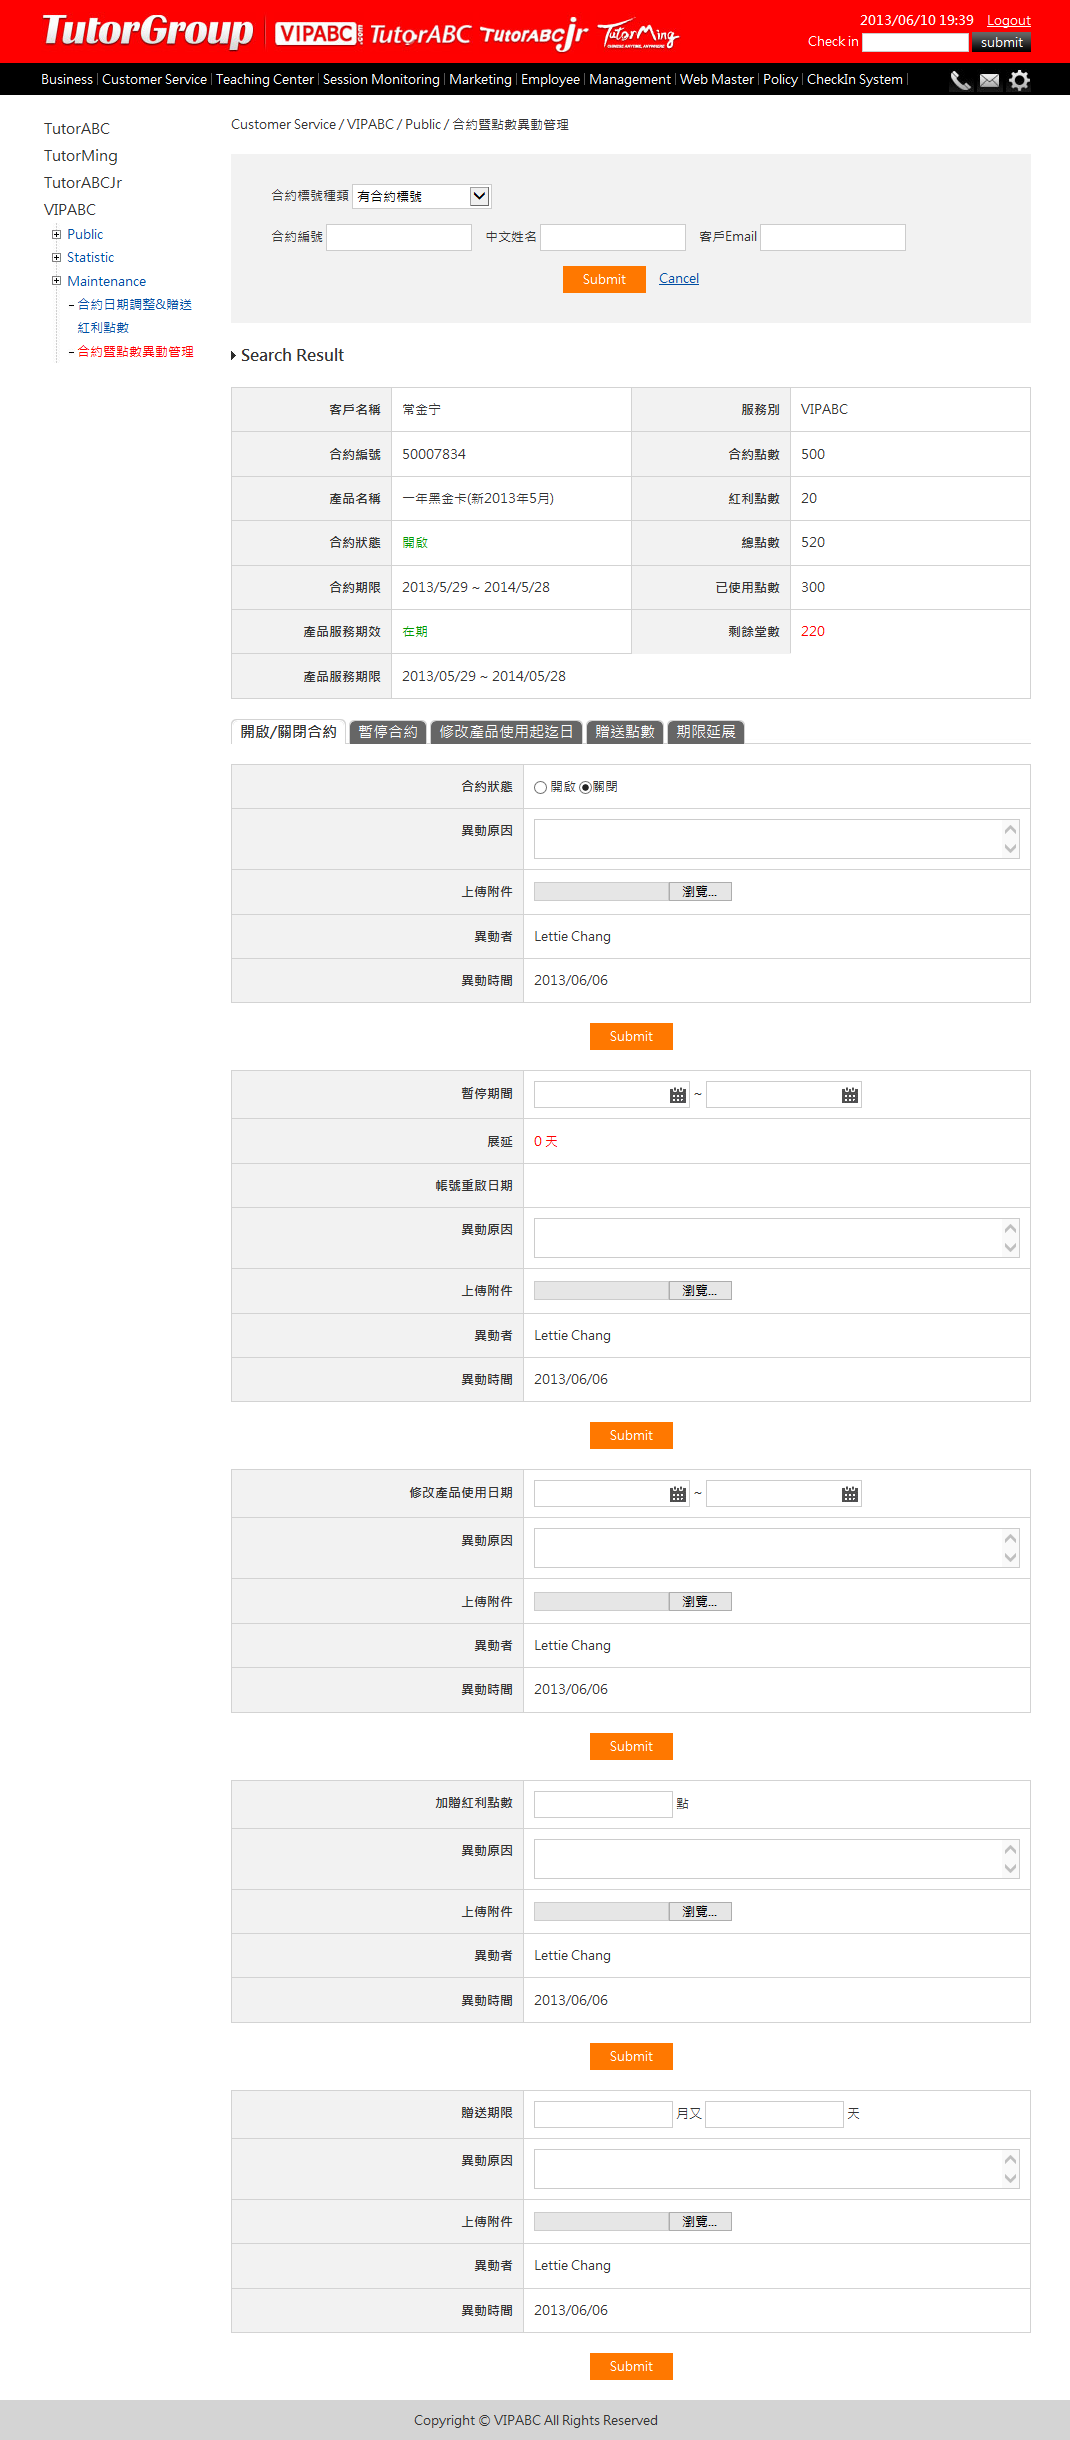 TutorGroup VIPABC.com TutorABC TutorABCjr TutorMing
CHINESE ANYTIME, ANYWHERE
2013/06/10 19:39 Logout
Check in submit
Business | Customer Service | Teaching Center | Session Monitoring | Marketing | Employee | Management | Web Master | Policy | CheckIn System |
TutorABC
TutorMing
TutorABCJr
VIPABC
Public
Statistic
Maintenance
合約日期調整&贈送
紅利點數
合約暨點數異動管理
Customer Service / VIPABC / Public / 合約暨點數異動管理
合約標號種類 有合約標號
合約編號 中文姓名 客戶Email
Submit Cancel
Search Result
客戶名稱 常金宁 服務別 VIPABC
合約編號 50007834 合約點數 500
產品名稱 一年黑金卡(新2013年5月) 紅利點數 20
合約狀態 開啟 總點數 520
合約期限 2013/5/29 ~ 2014/5/28 已使用點數 300
產品服務期效 在期 剩餘堂數 220
產品服務期限 2013/05/29 ~ 2014/05/28
開啟/關閉合約 暫停合約 修改產品使用起迄日 贈送點數 期限延展
合約狀態 開啟 關閉
異動原因
上傳附件 瀏覽...
異動者 Lettie Chang
異動時間 2013/06/06
Submit
暫停期間 ~
展延 0 天
帳號重啟日期
異動原因
上傳附件 瀏覽...
異動者 Lettie Chang
異動時間 2013/06/06
Submit
修改產品使用日期 ~
異動原因
上傳附件 瀏覽...
異動者 Lettie Chang
異動時間 2013/06/06
Submit
加贈紅利點數 點
異動原因
上傳附件 瀏覽...
異動者 Lettie Chang
異動時間 2013/06/06
Submit
贈送期限 月又 天
異動原因
上傳附件 瀏覽...
異動者 Lettie Chang
異動時間 2013/06/06
Submit
Copyright © VIPABC All Rights Reserved